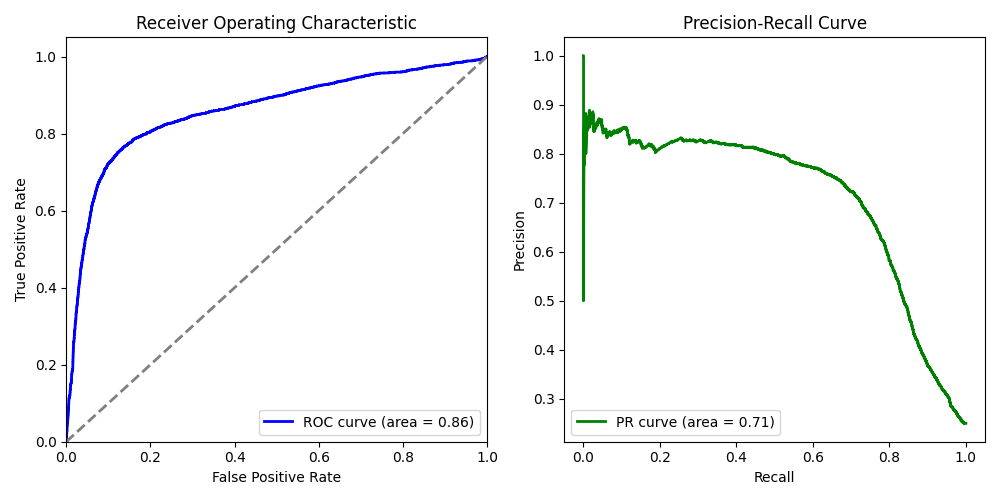 Receiver Operating Characteristic
True Positive Rate
1.0
0.8
0.6
0.4
0.2
0.0
ROC curve (area = 0.86)
0.0 0.2 0.4 0.6 0.8 1.0
False Positive Rate
Precision-Recall Curve
Precision
1.0
0.9
0.8
0.7
0.6
0.5
0.4
0.3
PR curve (area = 0.71)
0.0 0.2 0.4 0.6 0.8 1.0
Recall